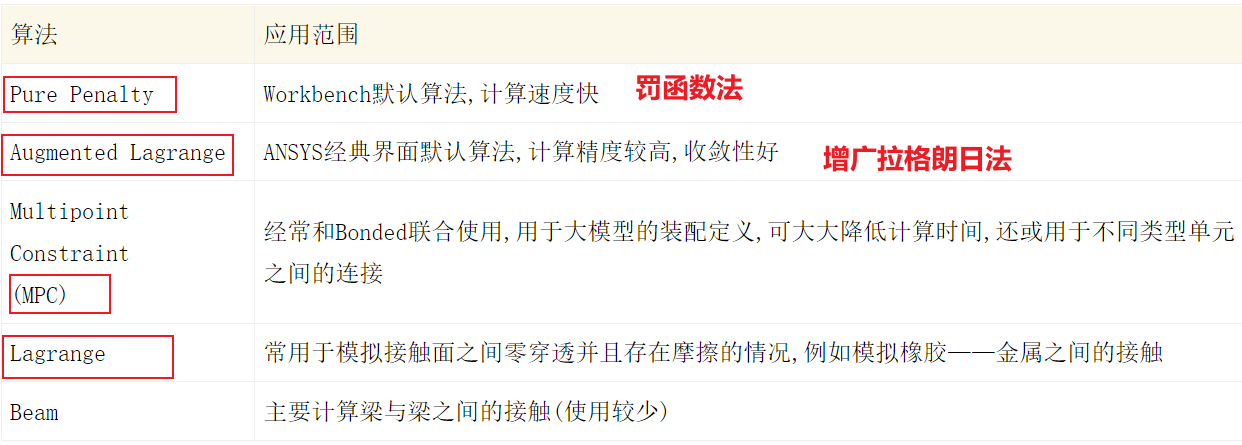 算法 应用范围
Pure Penalty Workbench默认算法,计算速度快 罚函数法
Augmented Lagrange ANSYS经典界面默认算法,计算精度较高,收敛性好 增广拉格朗日法
Multipoint
Constraint
(MPC)
经常和Bonded联合使用,用于大模型的装配定义,可大大降低计算时间,还或用于不同类型单元
之间的连接
Lagrange 常用于模拟接触面之间零穿透并且存在摩擦的情况,例如模拟橡胶——金属之间的接触
Beam 主要计算梁与梁之间的接触(使用较少)